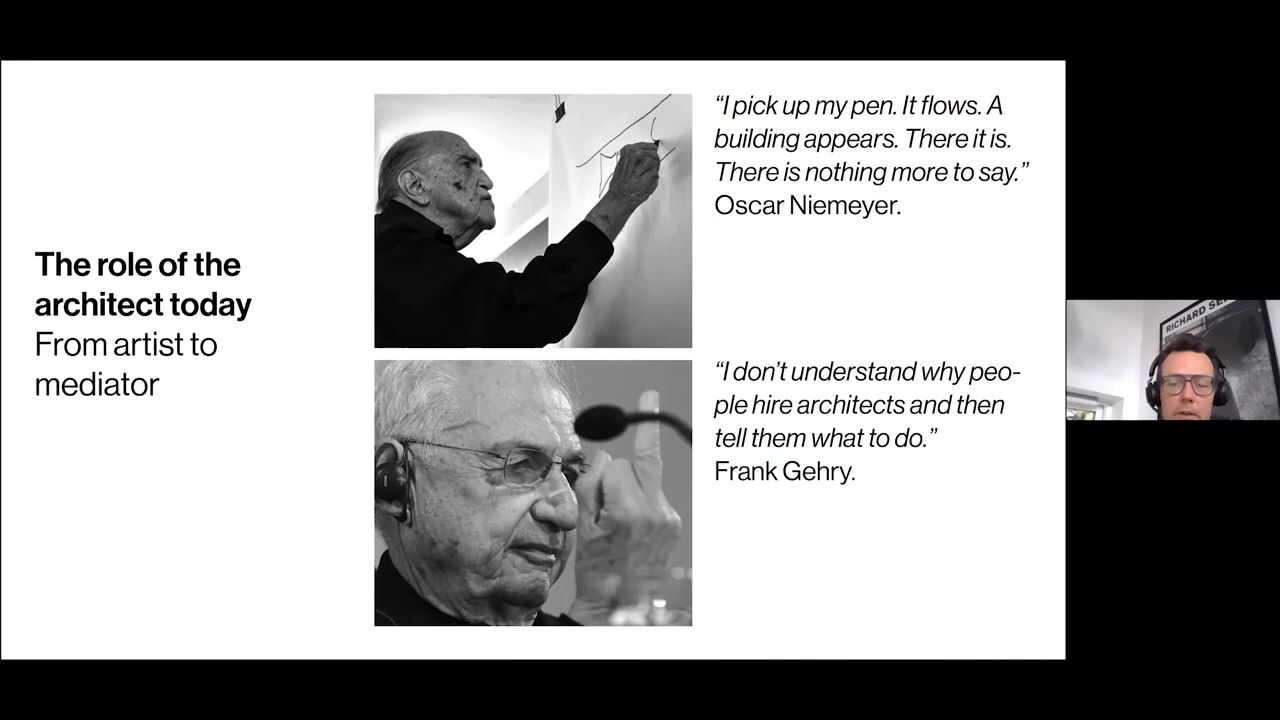 The role of the
architect today
From artist to
mediator
“I pick up my pen. It flows. A
building appears. There it is.
There is nothing more to say.”
Oscar Niemeyer.
“I don’t understand why peo-
ple hire architects and then
tell them what to do.”
Frank Gehry.
RICHARD